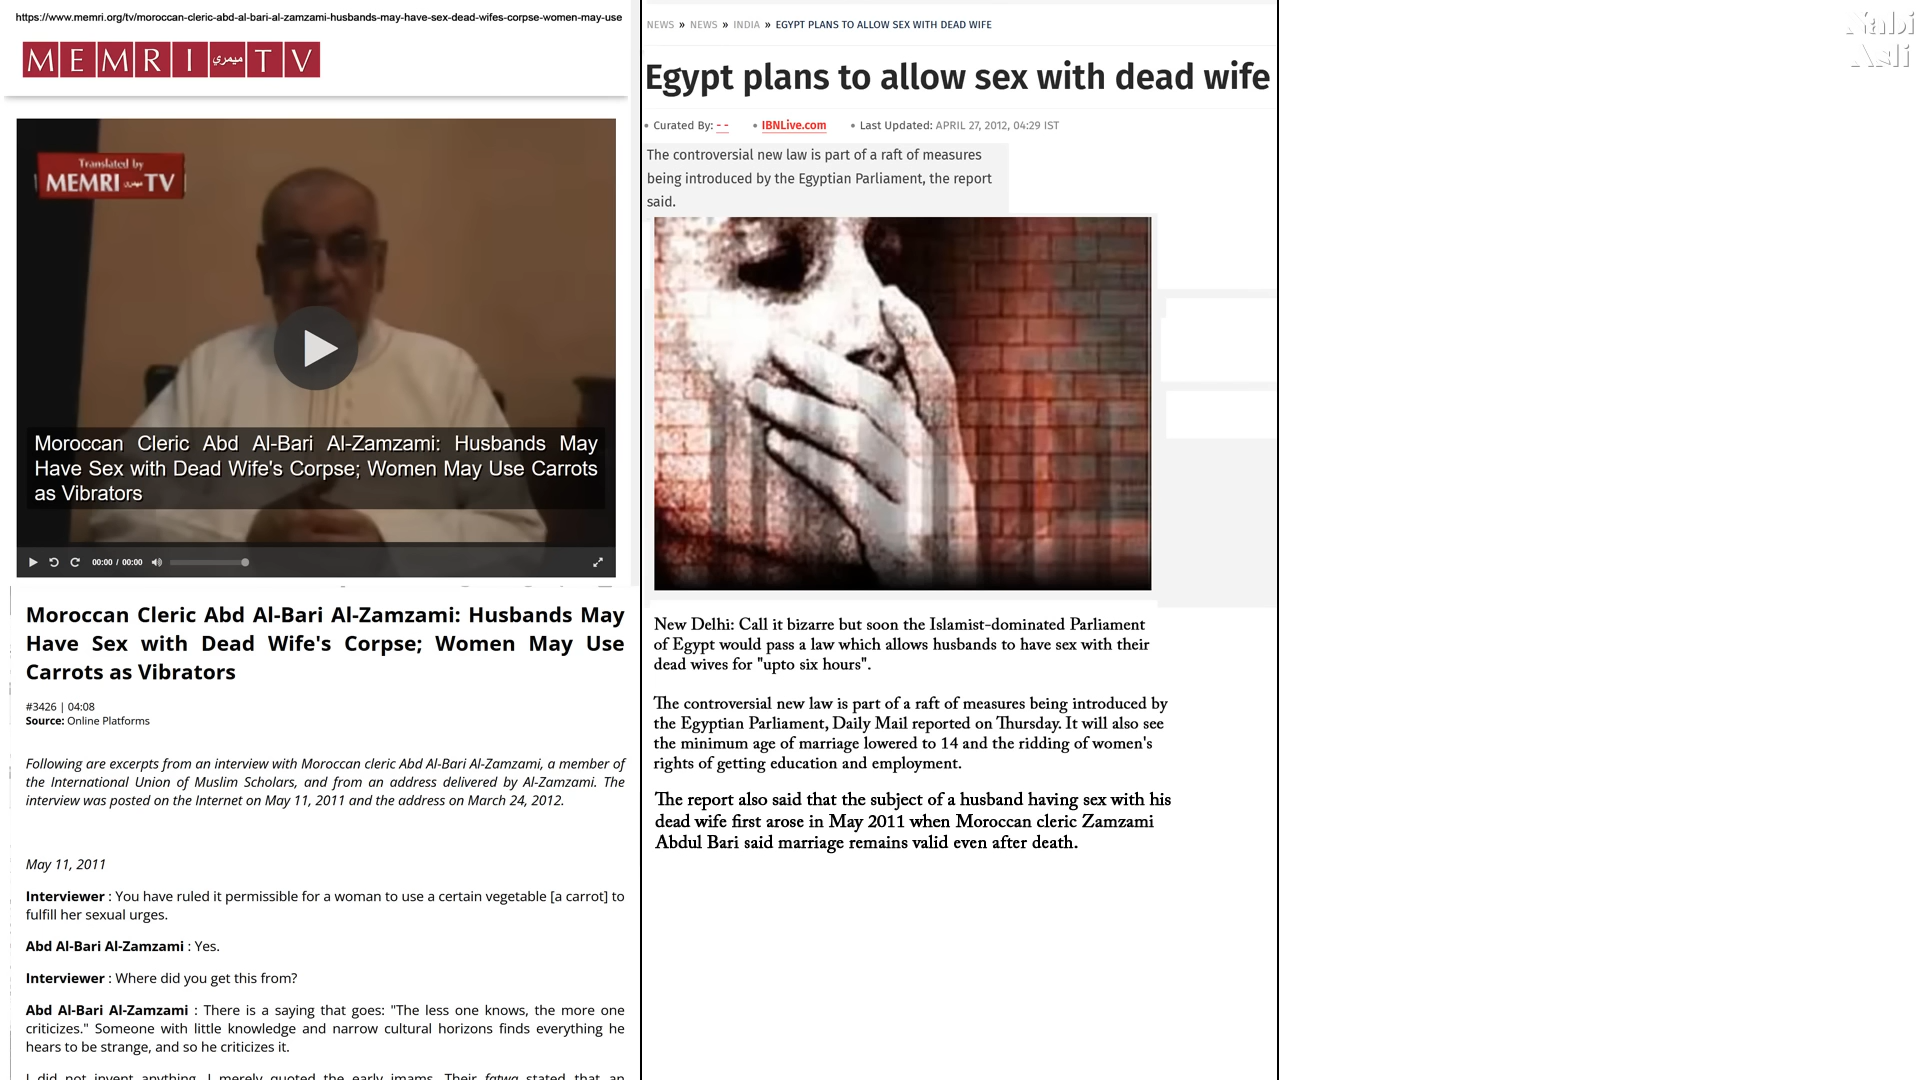 https://www.memri.org/tv/moroccan-cleric-abd-al-bari-al-zamzami-husbands-may-have-sex-dead-wifes-corpse-women-may-use
MEMRI ميمري TV
Translated by
MEMRI ميمري TV
Moroccan Cleric Abd Al-Bari Al-Zamzami: Husbands May
Have Sex with Dead Wife's Corpse; Women May Use Carrots
as Vibrators
00:00 / 00:00
Moroccan Cleric Abd Al-Bari Al-Zamzami: Husbands May
Have Sex with Dead Wife's Corpse; Women May Use
Carrots as Vibrators
#3426 | 04:08
Source: Online Platforms
Following are excerpts from an interview with Moroccan cleric Abd Al-Bari Al-Zamzami, a member of
the International Union of Muslim Scholars, and from an address delivered by Al-Zamzami. The
interview was posted on the Internet on May 11, 2011 and the address on March 24, 2012.
May 11, 2011
Interviewer : You have ruled it permissible for a woman to use a certain vegetable [a carrot] to
fulfill her sexual urges.
Abd Al-Bari Al-Zamzami : Yes.
Interviewer : Where did you get this from?
Abd Al-Bari Al-Zamzami : There is a saying that goes: "The less one knows, the more one
criticizes." Someone with little knowledge and narrow cultural horizons finds everything he
hears to be strange, and so he criticizes it.
I did not invent anything. I merely quoted the early imams. Their fatwa stated that an
NEWS » NEWS » INDIA » EGYPT PLANS TO ALLOW SEX WITH DEAD WIFE
Egypt plans to allow sex with dead wife
• Curated By: - - • IBNLive.com • Last Updated: APRIL 27, 2012, 04:29 IST
The controversial new law is part of a raft of measures
being introduced by the Egyptian Parliament, the report
said.
New Delhi: Call it bizarre but soon the Islamist-dominated Parliament
of Egypt would pass a law which allows husbands to have sex with their
dead wives for "upto six hours".
The controversial new law is part of a raft of measures being introduced by
the Egyptian Parliament, Daily Mail reported on Thursday. It will also see
the minimum age of marriage lowered to 14 and the ridding of women's
rights of getting education and employment.
The report also said that the subject of a husband having sex with his
dead wife first arose in May 2011 when Moroccan cleric Zamzami
Abdul Bari said marriage remains valid even after death.
Nabi
Asli